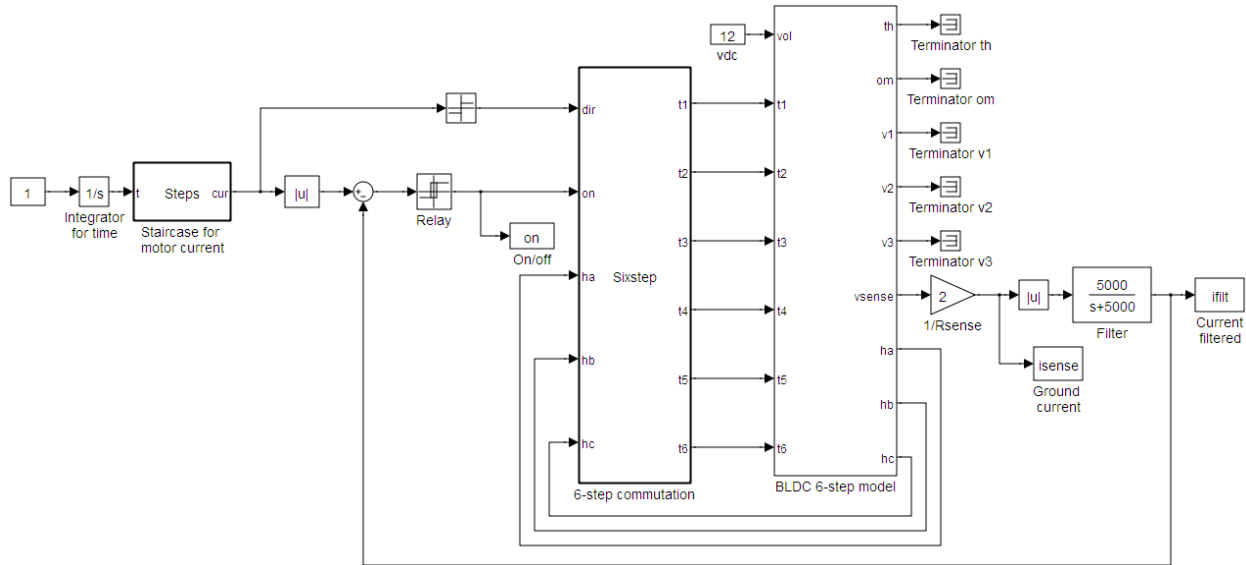 1
1/s
Integrator
for time
t
Steps
cur
Staircase for
motor current
|u|
+
-
Relay
on
On/off
dir
on
ha
hb
hc
Sixstep
t1
t2
t3
t4
t5
t6
6-step commutation
12
vdc
vol
t1
t2
t3
t4
t5
t6
th
om
v1
v2
v3
vsense
ha
hb
hc
BLDC 6-step model
Terminator th
Terminator om
Terminator v1
Terminator v2
Terminator v3
2
1/Rsense
|u|
5000
s+5000
Filter
ifilt
Current
filtered
isense
Ground
current